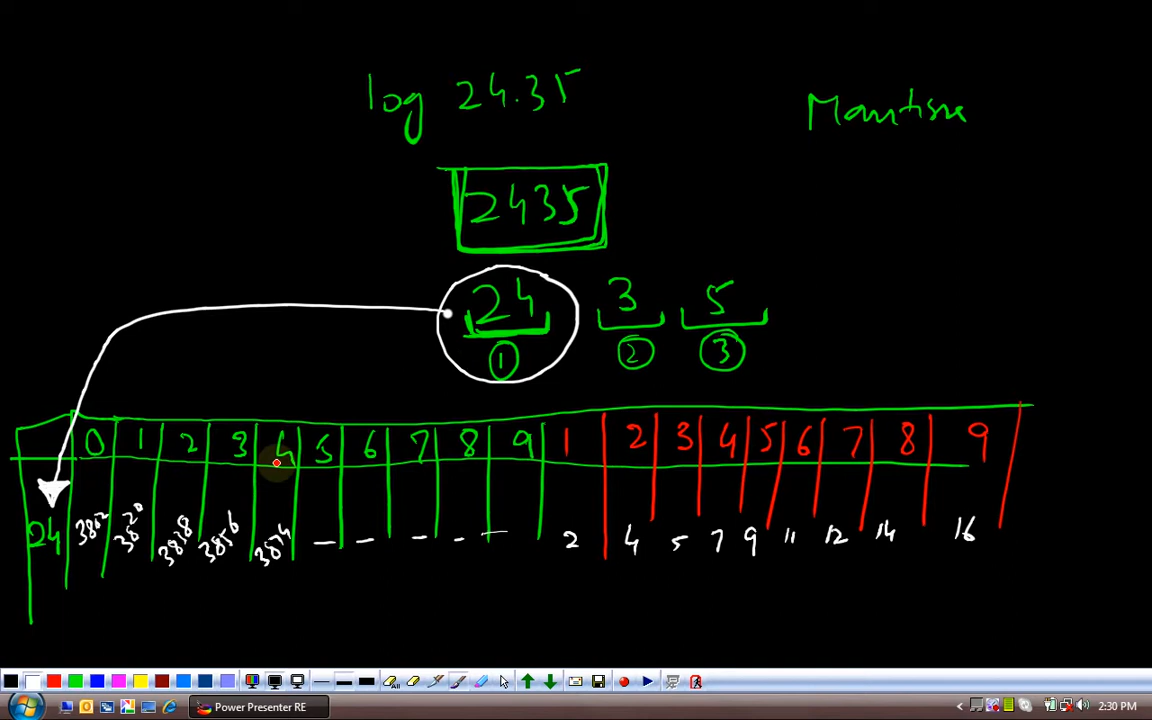 log 24.35
Mantissa
2435
24 3 5
1 2 3
0 1 2 3 4 5 6 7 8 9 1 2 3 4 5 6 7 8 9
24 3802 3820 3838 3856 3874 – – – – – 2 4 5 7 9 11 12 14 16
Power Presenter RE
2:30 PM